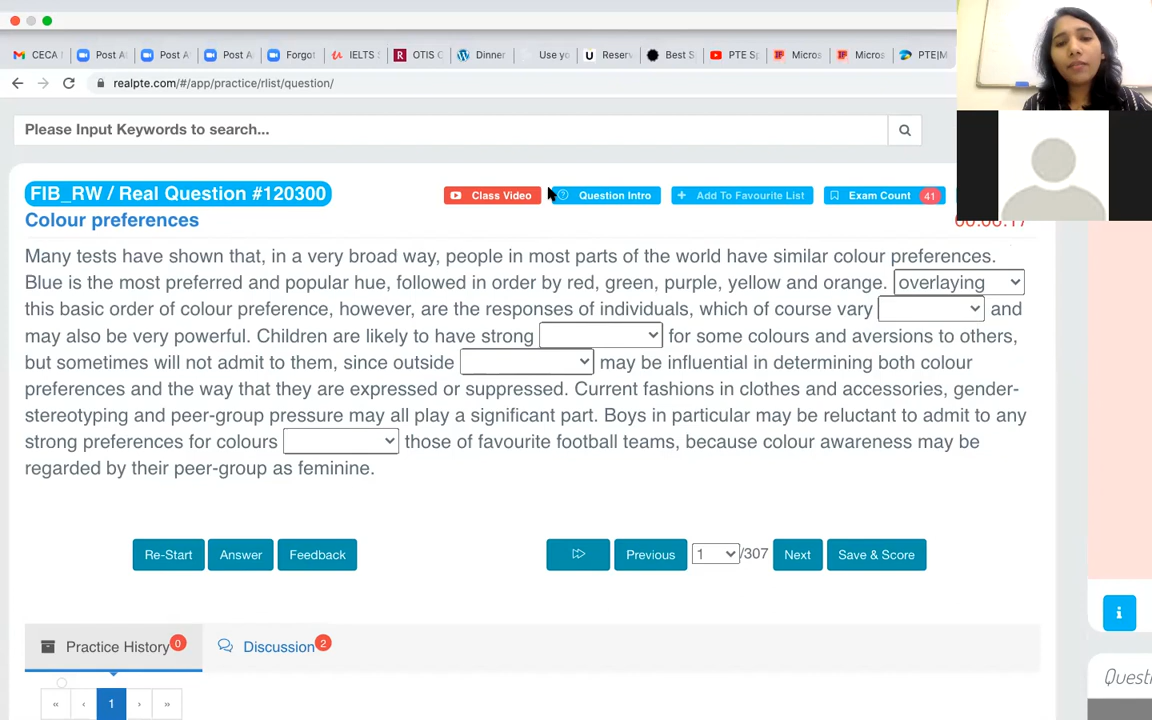 CECA
Post A
Post A
Post A
Forgot
IELTS
OTIS
Dinner
Use yo
Reserv
Best S
PTE Sp
Micros
Micros
PTE|M
realpte.com/#/app/practice/rlist/question/
Please Input Keywords to search...
FIB_RW / Real Question #120300
Class Video
Question Intro
+ Add To Favourite List
Exam Count 41
Colour preferences
Many tests have shown that, in a very broad way, people in most parts of the world have similar colour preferences.
Blue is the most preferred and popular hue, followed in order by red, green, purple, yellow and orange. overlaying
this basic order of colour preference, however, are the responses of individuals, which of course vary and
may also be very powerful. Children are likely to have strong for some colours and aversions to others,
but sometimes will not admit to them, since outside may be influential in determining both colour
preferences and the way that they are expressed or suppressed. Current fashions in clothes and accessories, gender-
stereotyping and peer-group pressure may all play a significant part. Boys in particular may be reluctant to admit to any
strong preferences for colours those of favourite football teams, because colour awareness may be
regarded by their peer-group as feminine.
Re-Start
Answer
Feedback
Previous
1
/307
Next
Save & Score
Practice History 0
Discussion 2
« ‹ 1 › »
Questi